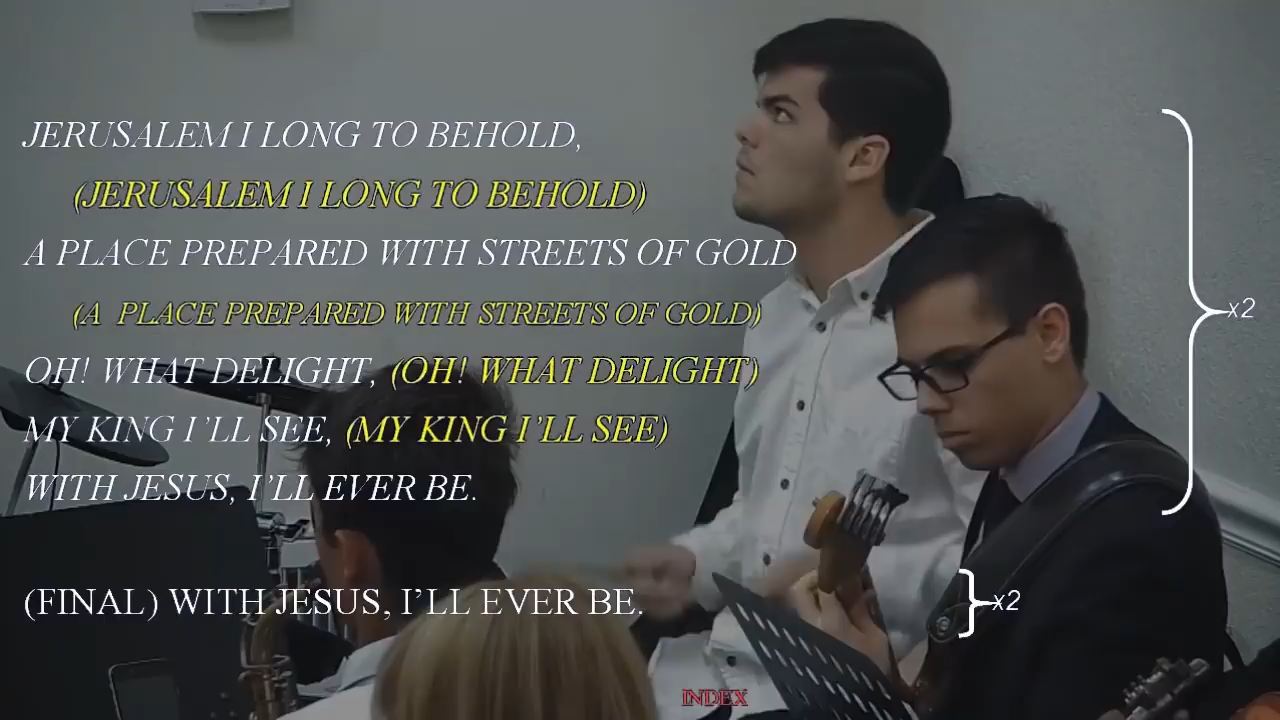 JERUSALEM I LONG TO BEHOLD,
(JERUSALEM I LONG TO BEHOLD)
A PLACE PREPARED WITH STREETS OF GOLD
(A PLACE PREPARED WITH STREETS OF GOLD)
OH! WHAT DELIGHT, (OH! WHAT DELIGHT)
MY KING I'LL SEE, (MY KING I'LL SEE)
WITH JESUS, I'LL EVER BE.
x2
(FINAL) WITH JESUS, I'LL EVER BE.
x2
INDEX